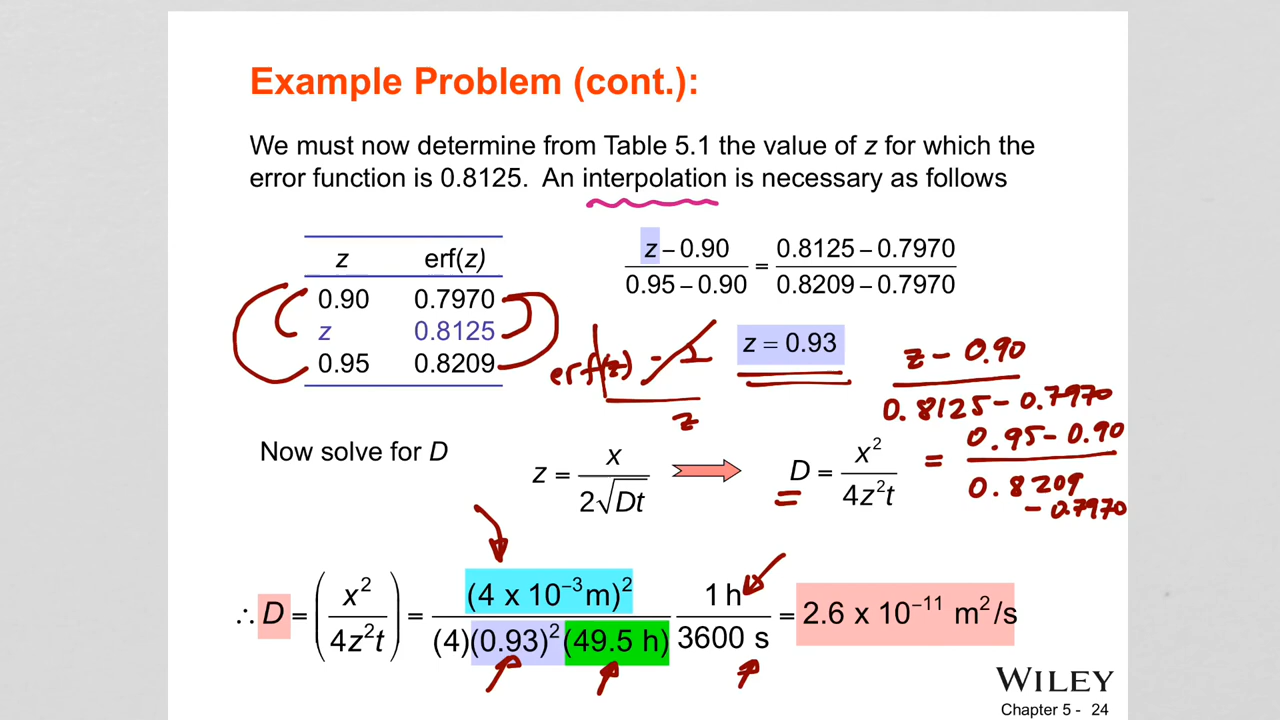 Example Problem (cont.):
We must now determine from Table 5.1 the value of z for which the
error function is 0.8125. An interpolation is necessary as follows
z erf(z)
0.90 0.7970
z 0.8125
0.95 0.8209
z – 0.90 / 0.95 – 0.90 = 0.8125 – 0.7970 / 0.8209 – 0.7970
z = 0.93
erf(z)
z
z – 0.90
0.8125 – 0.7970
= 0.95 – 0.90
0.8209
– 0.7970
Now solve for D
z = x / 2√Dt
D = x² / 4z²t
∴ D = (x² / 4z²t) = (4 x 10⁻³ m)² / (4)(0.93)² (49.5 h) 1 h / 3600 s = 2.6 x 10⁻¹¹ m²/s
WILEY
Chapter 5 - 24